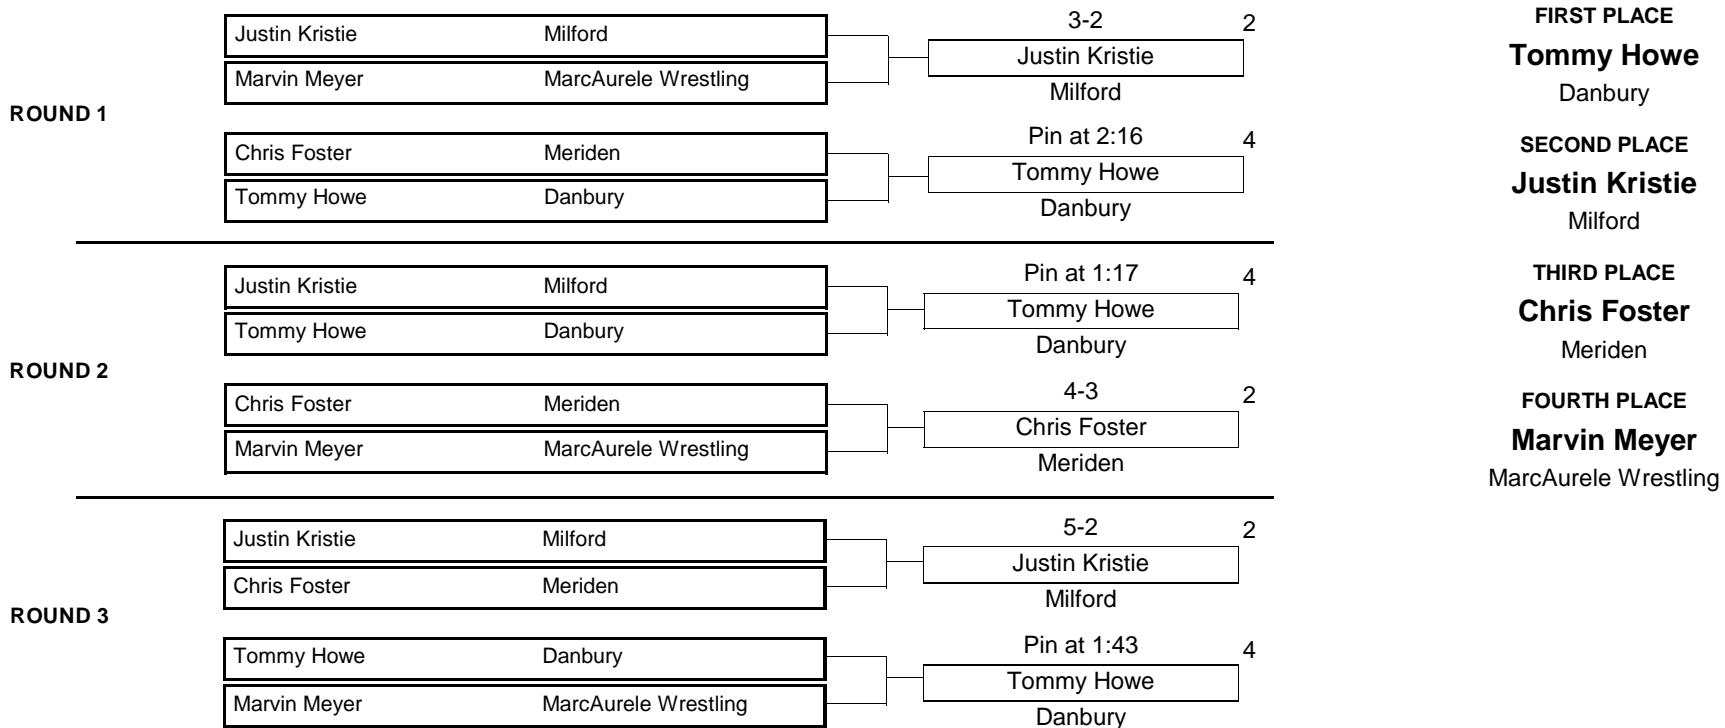 ROUND 1
Justin Kristie Milford
Marvin Meyer MarcAurele Wrestling
3-2 2
Justin Kristie
Milford
Chris Foster Meriden
Tommy Howe Danbury
Pin at 2:16 4
Tommy Howe
Danbury
ROUND 2
Justin Kristie Milford
Tommy Howe Danbury
Pin at 1:17 4
Tommy Howe
Danbury
Chris Foster Meriden
Marvin Meyer MarcAurele Wrestling
4-3 2
Chris Foster
Meriden
ROUND 3
Justin Kristie Milford
Chris Foster Meriden
5-2 2
Justin Kristie
Milford
Tommy Howe Danbury
Marvin Meyer MarcAurele Wrestling
Pin at 1:43 4
Tommy Howe
Danbury
FIRST PLACE
Tommy Howe
Danbury
SECOND PLACE
Justin Kristie
Milford
THIRD PLACE
Chris Foster
Meriden
FOURTH PLACE
Marvin Meyer
MarcAurele Wrestling